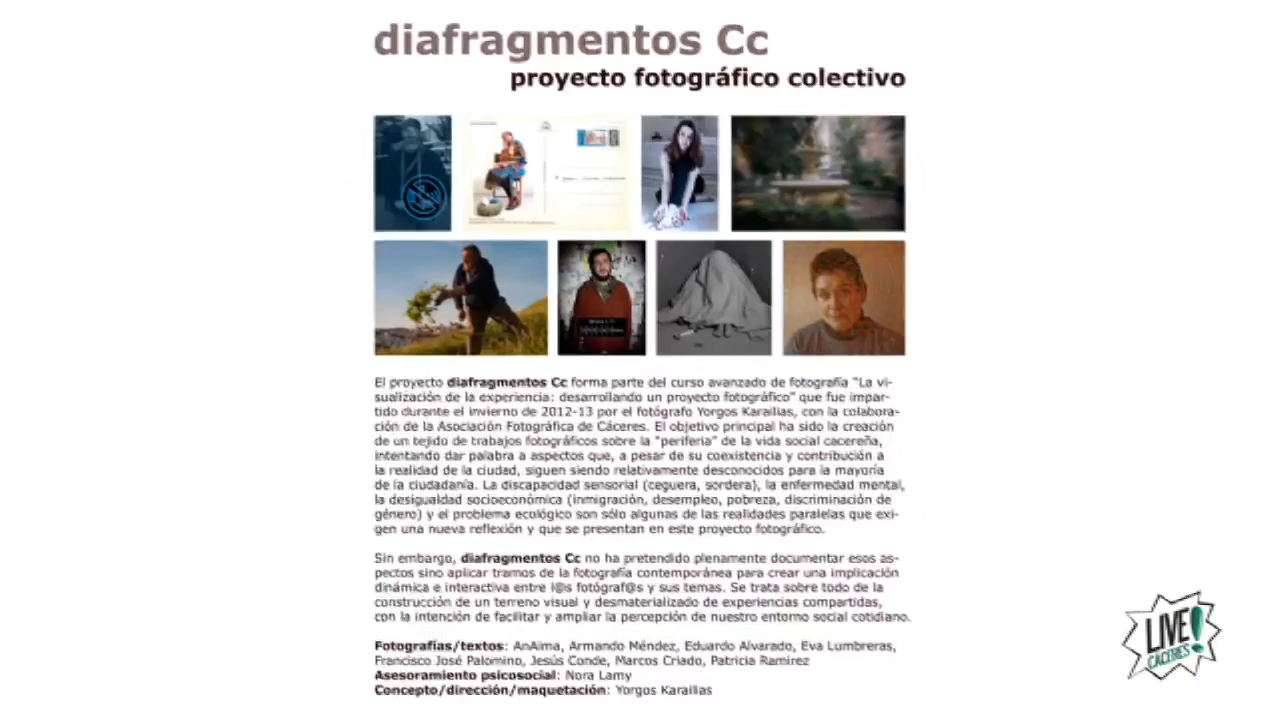 diafragmentos Cc
proyecto fotográfico colectivo
El proyecto diafragmentos Cc forma parte del curso avanzado de fotografía "La vi-
sualización de la experiencia: desarrollando un proyecto fotográfico" que fue impar-
tido durante el invierno de 2012-13 por el fotógrafo Yorgos Karailias, con la colabora-
ción de la Asociación Fotográfica de Cáceres. El objetivo principal ha sido la creación
de un tejido de trabajos fotográficos sobre la "periferia" de la vida social cacereña,
intentando dar palabra a aspectos que, a pesar de su coexistencia y contribución a
la realidad de la ciudad, siguen siendo relativamente desconocidos para la mayoría
de la ciudadanía. La discapacidad sensorial (ceguera, sordera), la enfermedad mental,
la desigualdad socioeconómica (inmigración, desempleo, pobreza, discriminación de
género) y el problema ecológico son sólo algunas de las realidades paralelas que exi-
gen una nueva reflexión y que se presentan en este proyecto fotográfico.
Sin embargo, diafragmentos Cc no ha pretendido plenamente documentar esos as-
pectos sino aplicar tramos de la fotografía contemporánea para crear una implicación
dinámica e interactiva entre l@s fotógraf@s y sus temas. Se trata sobre todo de la
construcción de un terreno visual y desmaterializado de experiencias compartidas,
con la intención de facilitar y ampliar la percepción de nuestro entorno social cotidiano.
Fotografías/textos: AnAima, Armando Méndez, Eduardo Alvarado, Eva Lumbreras,
Francisco José Palomino, Jesús Conde, Marcos Criado, Patricia Ramirez
Asesoramiento psicosocial: Nora Lamy
Concepto/dirección/maquetación: Yorgos Karailias
LIVE!
CÁCERES